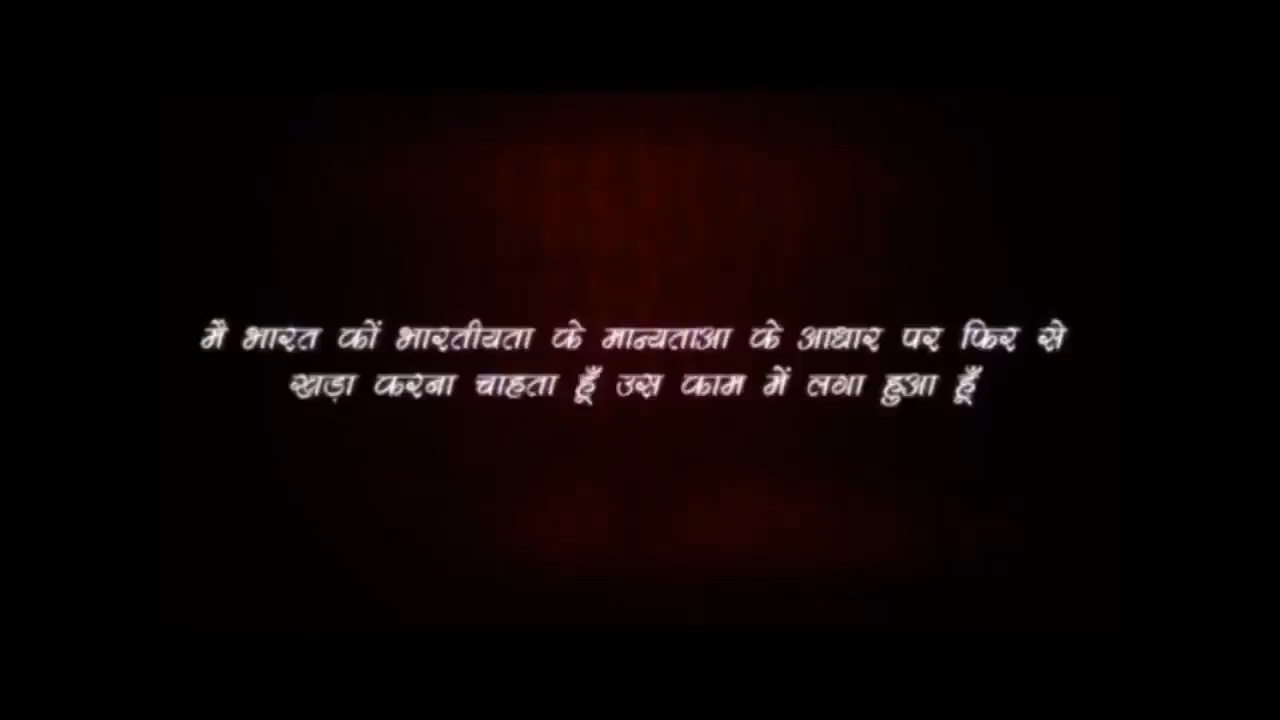 मै भारत कों भारतीयता के मान्यताआ के आधार पर फिर से
खड़ा करना चाहता हूँ उस काम में लगा हुआ हूँ